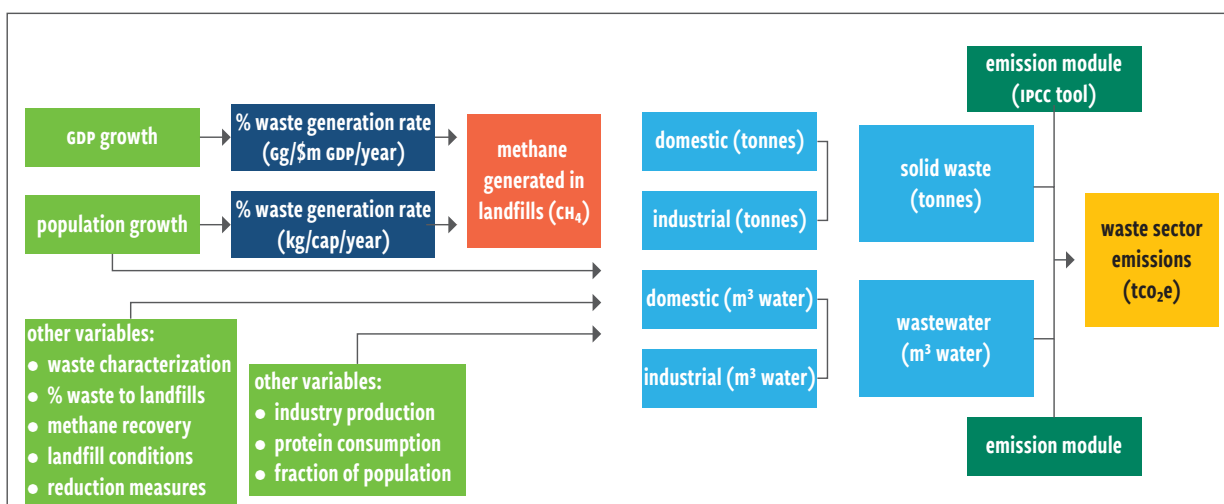 GDP growth
% waste generation rate
(Gg/$m GDP/year)
population growth
% waste generation rate
(kg/cap/year)
methane
generated in
landfills (CH₄)
other variables:
● waste characterization
● % waste to landfills
● methane recovery
● landfill conditions
● reduction measures
other variables:
● industry production
● protein consumption
● fraction of population
domestic (tonnes)
industrial (tonnes)
domestic (m³ water)
industrial (m³ water)
emission module
(IPCC tool)
solid waste
(tonnes)
wastewater
(m³ water)
emission module
waste sector
emissions
(tCO₂e)